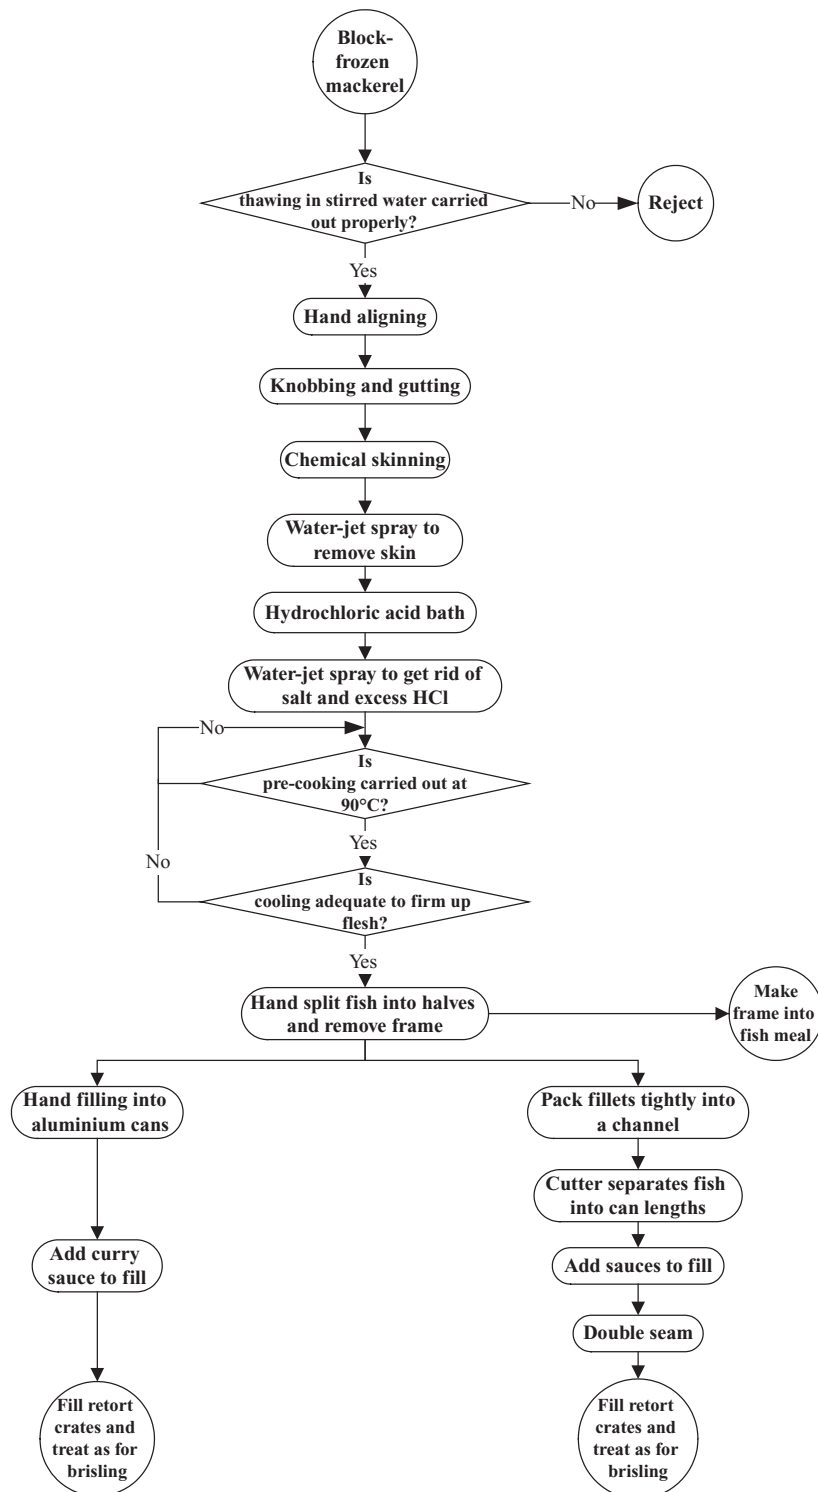 Block-
frozen
mackerel
Is
thawing in stirred water carried
out properly?
No
Reject
Yes
Hand aligning
Knobbing and gutting
Chemical skinning
Water-jet spray to
remove skin
Hydrochloric acid bath
Water-jet spray to get rid of
salt and excess HCl
No
Is
pre-cooking carried out at
90°C?
Yes
No
Is
cooling adequate to firm up
flesh?
Yes
Hand split fish into halves
and remove frame
Make
frame into
fish meal
Hand filling into
aluminium cans
Pack fillets tightly into
a channel
Cutter separates fish
into can lengths
Add curry
sauce to fill
Add sauces to fill
Double seam
Fill retort
crates and
treat as for
brisling
Fill retort
crates and
treat as for
brisling